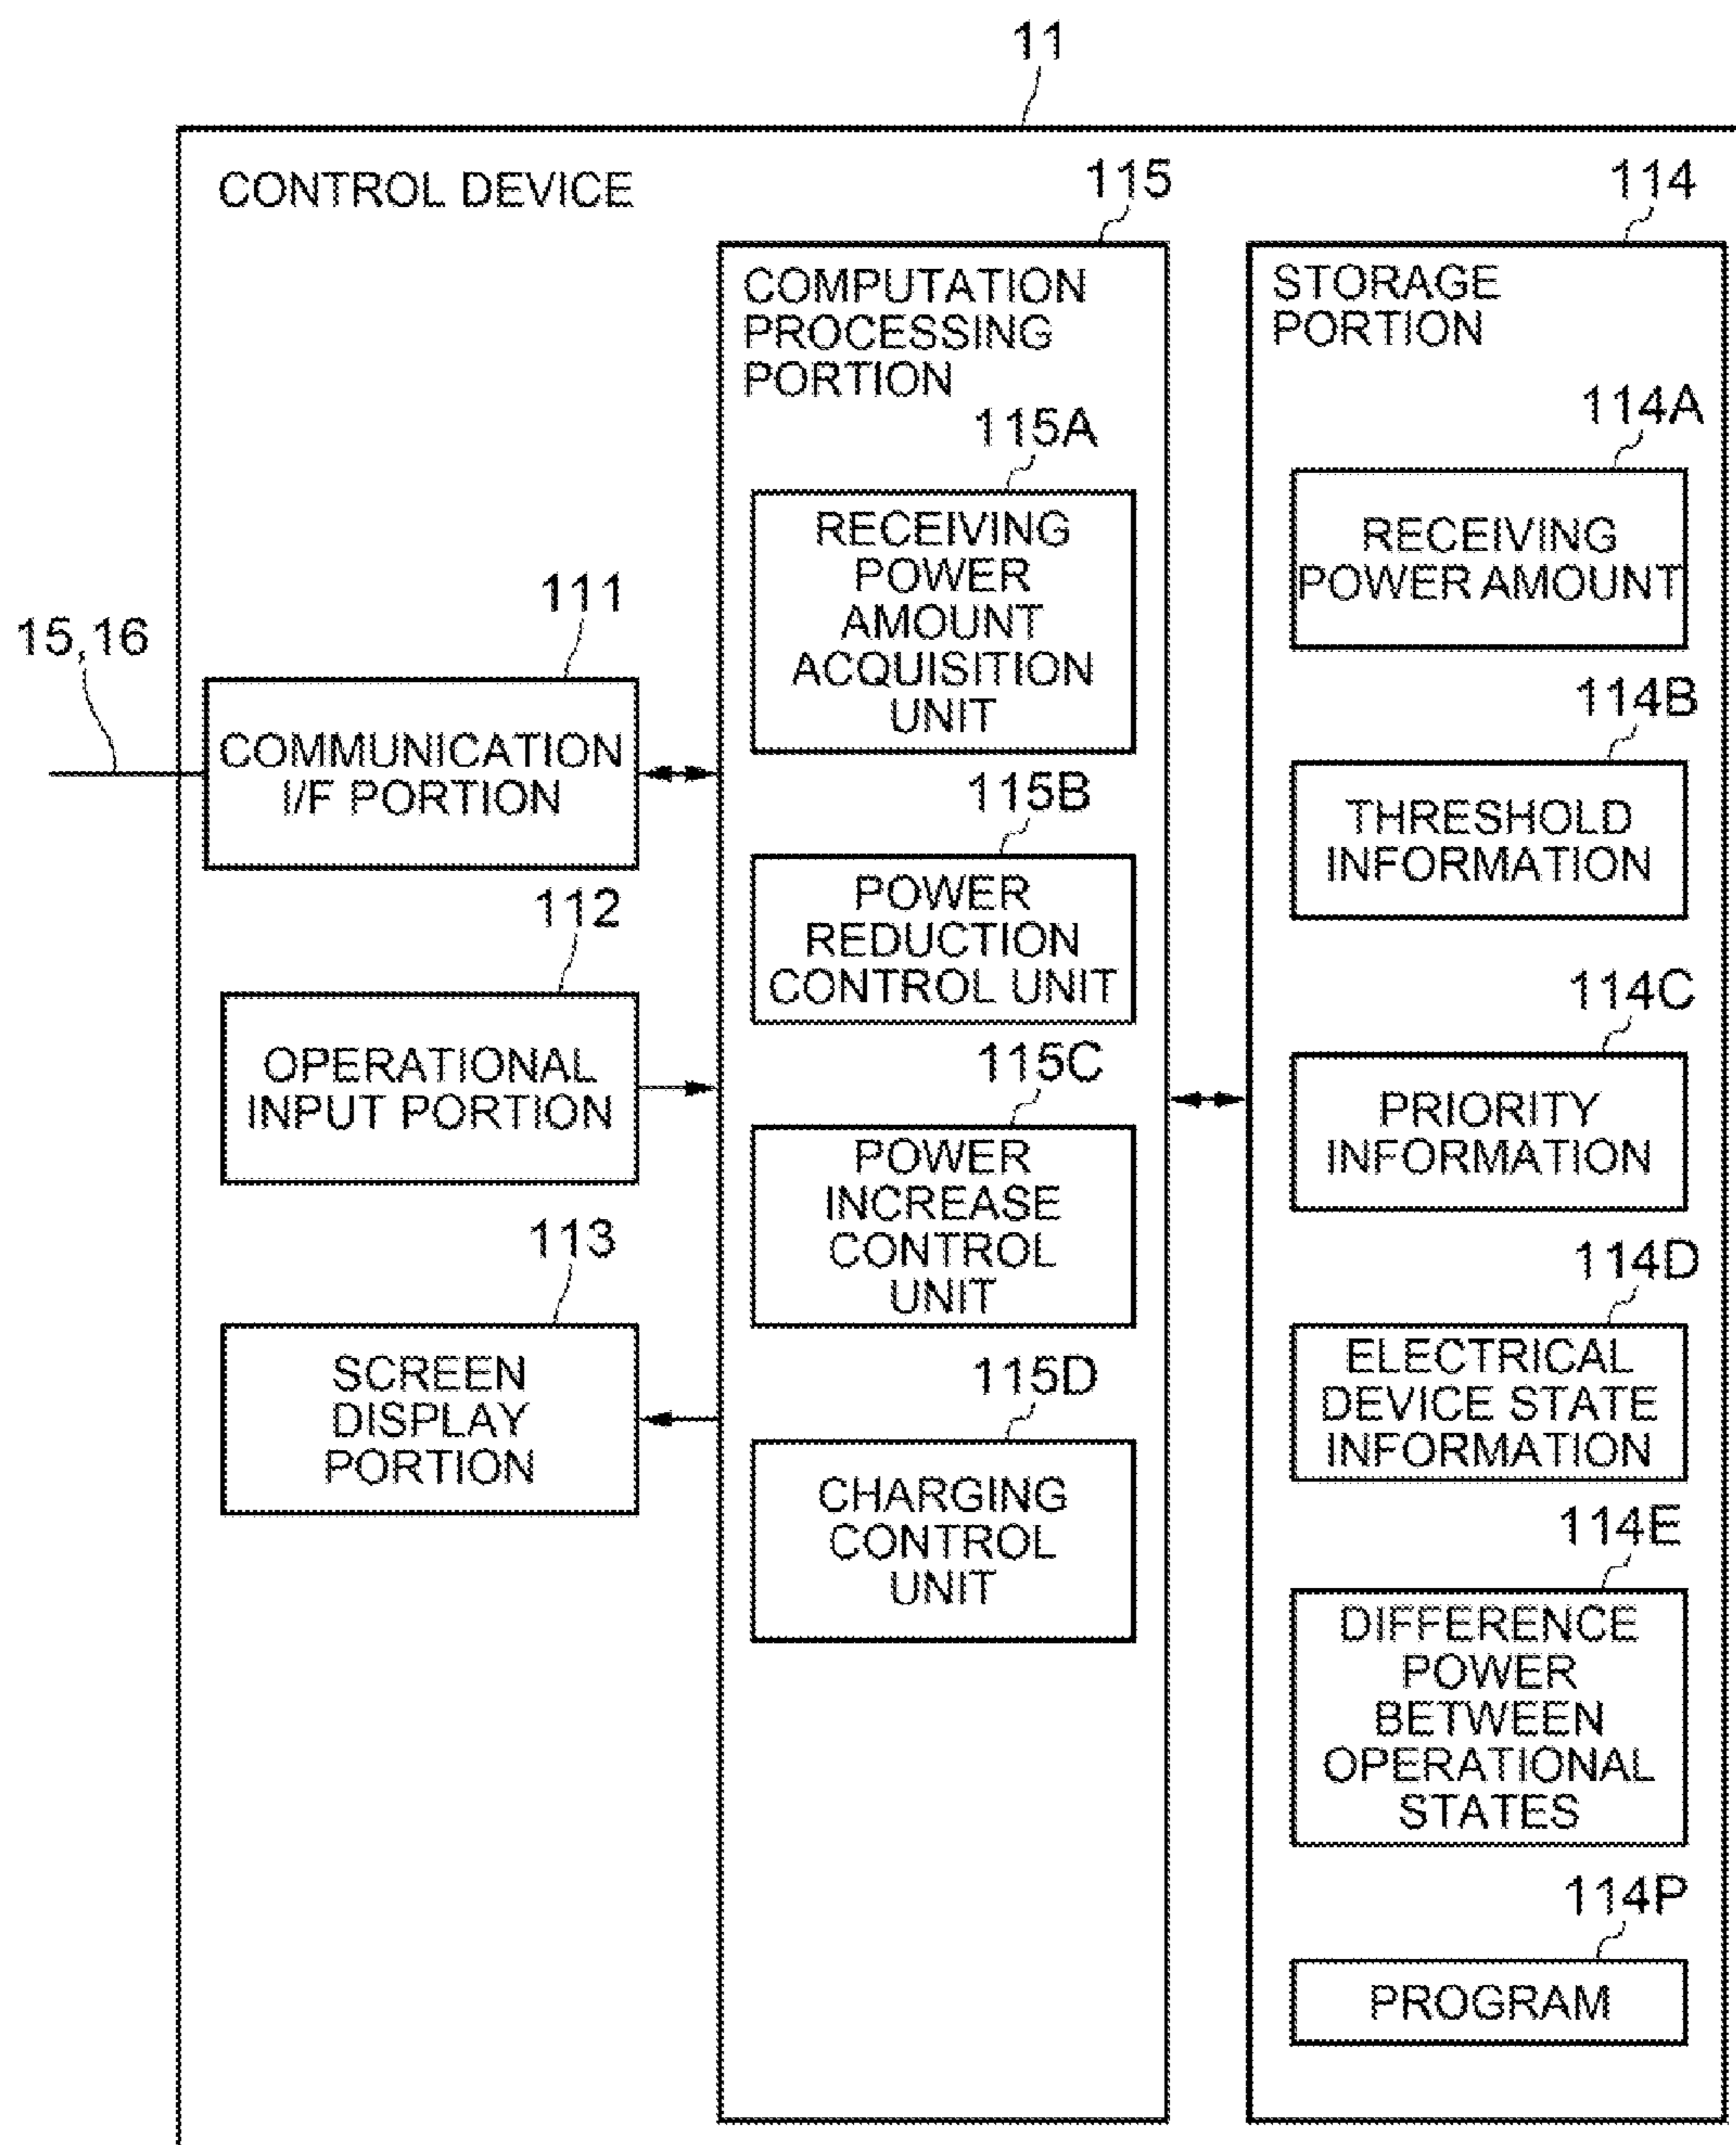 11
CONTROL DEVICE
115
114
COMPUTATION
PROCESSING
PORTION
STORAGE
PORTION
115A
RECEIVING
POWER
AMOUNT
ACQUISITION
UNIT
114A
RECEIVING
POWER AMOUNT
15,16
111
COMMUNICATION
I/F PORTION
115B
POWER
REDUCTION
CONTROL UNIT
114B
THRESHOLD
INFORMATION
112
OPERATIONAL
INPUT PORTION
115C
POWER
INCREASE
CONTROL
UNIT
114C
PRIORITY
INFORMATION
113
SCREEN
DISPLAY
PORTION
115D
CHARGING
CONTROL
UNIT
114D
ELECTRICAL
DEVICE STATE
INFORMATION
114E
DIFFERENCE
POWER
BETWEEN
OPERATIONAL
STATES
114P
PROGRAM